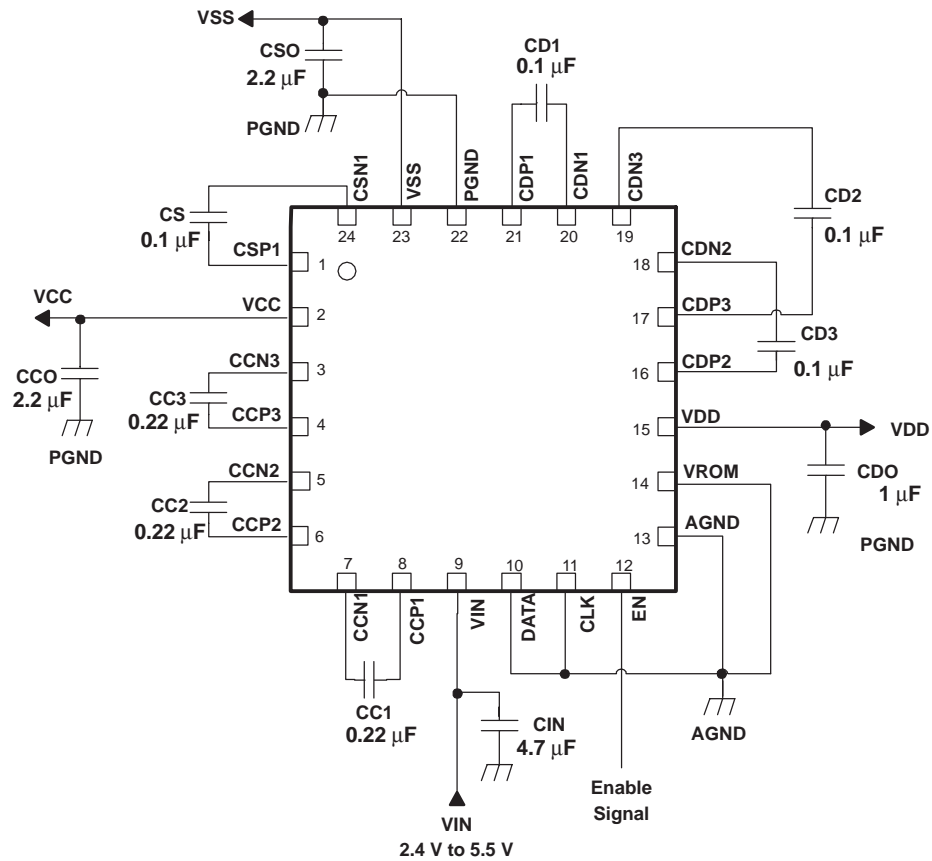 VSS
CSO
2.2 µF
PGND
CD1
0.1 µF
CSN1
VSS
PGND
CDP1
CDN1
CDN3
CS
0.1 µF
CSP1
24
23
22
21
20
19
CD2
0.1 µF
1
18
CDN2
VCC
VCC
2
17
CDP3
CCO
2.2 µF
PGND
CCN3
3
16
CDP2
CD3
0.1 µF
CC3
0.22 µF
CCP3
4
15
VDD
VDD
CCN2
5
14
VROM
CDO
1 µF
PGND
CC2
0.22 µF
CCP2
6
13
AGND
7
8
9
10
11
12
CCN1
CCP1
VIN
DATA
CLK
EN
CC1
0.22 µF
CIN
4.7 µF
AGND
Enable
Signal
VIN
2.4 V to 5.5 V